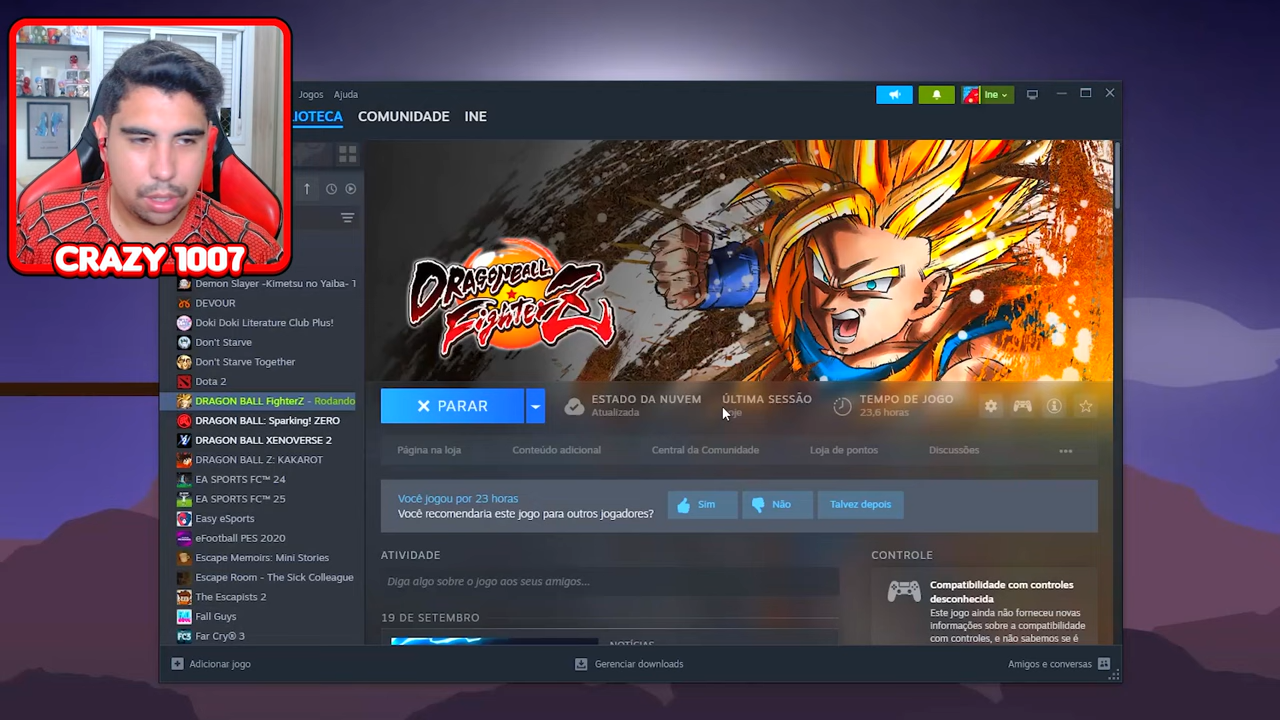 CRAZY 1007
Jogos Ajuda
Ine
COMUNIDADE INE
Demon Slayer -Kimetsu no Yaiba- T
DEVOUR
Doki Doki Literature Club Plus!
Don't Starve
Don't Starve Together
Dota 2
DRAGON BALL FighterZ - Rodando
DRAGON BALL: Sparking! ZERO
DRAGON BALL XENOVERSE 2
DRAGON BALL Z: KAKAROT
EA SPORTS FC™ 24
EA SPORTS FC™ 25
Easy eSports
eFootball PES 2020
Escape Memoirs: Mini Stories
Escape Room - The Sick Colleague
The Escapists 2
Fall Guys
Far Cry® 3
Adicionar jogo
DRAGONBALL
FighterZ
PARAR
ESTADO DA NUVEM
Atualizada
ÚLTIMA SESSÃO
TEMPO DE JOGO
23,6 horas
Página na loja Conteúdo adicional Central da Comunidade Loja de pontos Discussões
Você jogou por 23 horas
Você recomendaria este jogo para outros jogadores?
Sim Não Talvez depois
ATIVIDADE
Diga algo sobre o jogo aos seus amigos...
19 DE SETEMBRO
NOTÍCIAS
CONTROLE
Compatibilidade com controles
desconhecida
Este jogo ainda não forneceu novas
informações sobre a compatibilidade
com controles, e não sabemos se é
Gerenciar downloads
Amigos e conversas